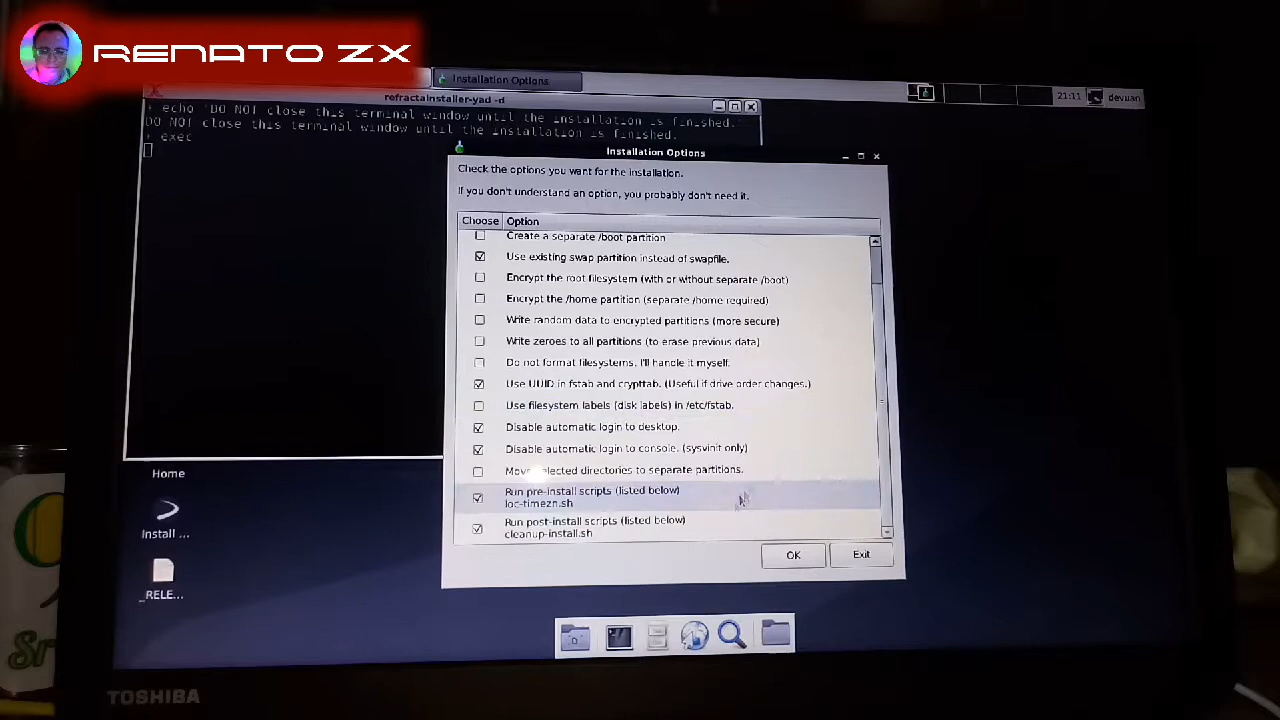 RENATO ZX
Installation Options
21:11
devuan
refractainstaller-yad -d
+ echo 'DO NOT close this terminal window until the installation is finished.
DO NOT close this terminal window until the installation is finished.
+ exec
Installation Options
Check the options you want for the installation.
If you don't understand an option, you probably don't need it.
Choose Option
Create a separate /boot partition
Use existing swap partition instead of swapfile.
Encrypt the root filesystem (with or without separate /boot)
Encrypt the /home partition (separate /home required)
Write random data to encrypted partitions (more secure)
Write zeroes to all partitions (to erase previous data)
Do not format filesystems. I'll handle it myself.
Use UUID in fstab and crypttab. (Useful if drive order changes.)
Use filesystem labels (disk labels) in /etc/fstab.
Disable automatic login to desktop.
Disable automatic login to console. (sysvinit only)
Move selected directories to separate partitions.
Run pre-install scripts (listed below)
loc-timezn.sh
Run post-install scripts (listed below)
cleanup-install.sh
OK
Exit
Home
Install ...
_RELE...
Sr
TOSHIBA